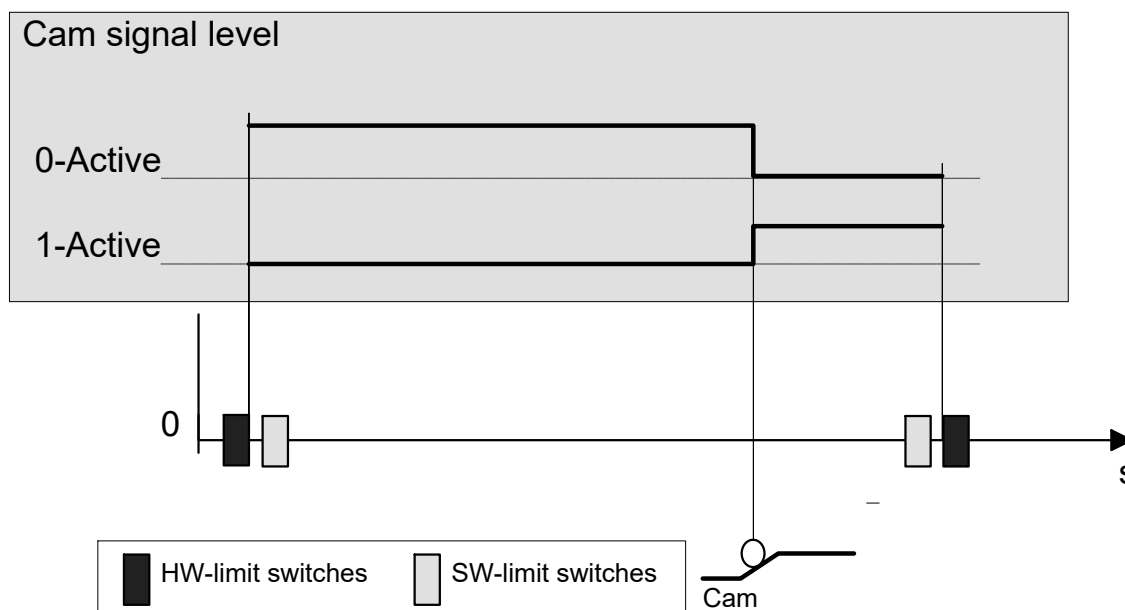 Cam signal level
0-Active
1-Active
0
s
HW-limit switches
SW-limit switches
Cam